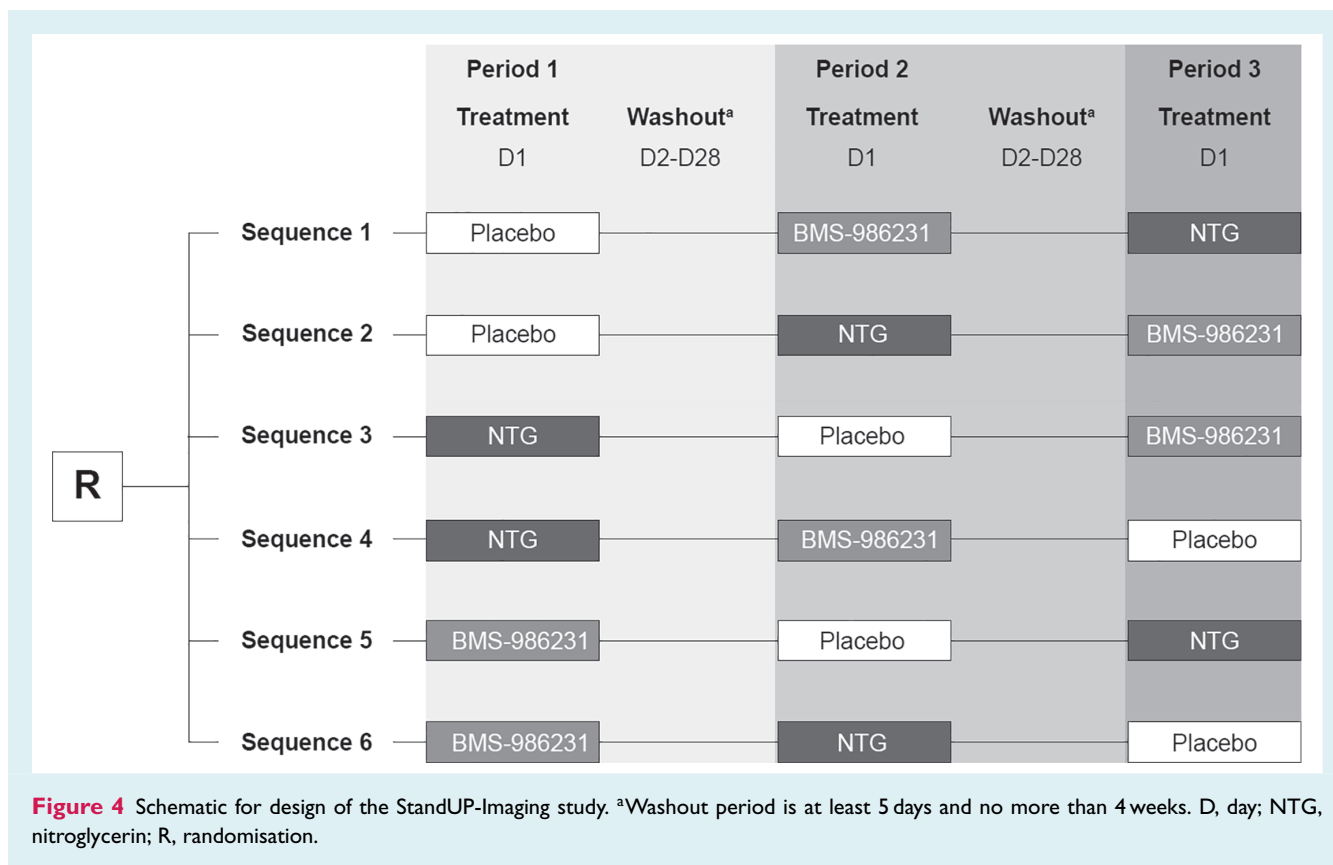 Period 1 Period 2 Period 3
Treatment Washoutᵃ Treatment Washoutᵃ Treatment
D1 D2-D28 D1 D2-D28 D1
Sequence 1 Placebo BMS-986231 NTG
Sequence 2 Placebo NTG BMS-986231
Sequence 3 NTG Placebo BMS-986231
R
Sequence 4 NTG BMS-986231 Placebo
Sequence 5 BMS-986231 Placebo NTG
Sequence 6 BMS-986231 NTG Placebo
Figure 4 Schematic for design of the StandUP-Imaging study. ᵃWashout period is at least 5 days and no more than 4 weeks. D, day; NTG,
nitroglycerin; R, randomisation.